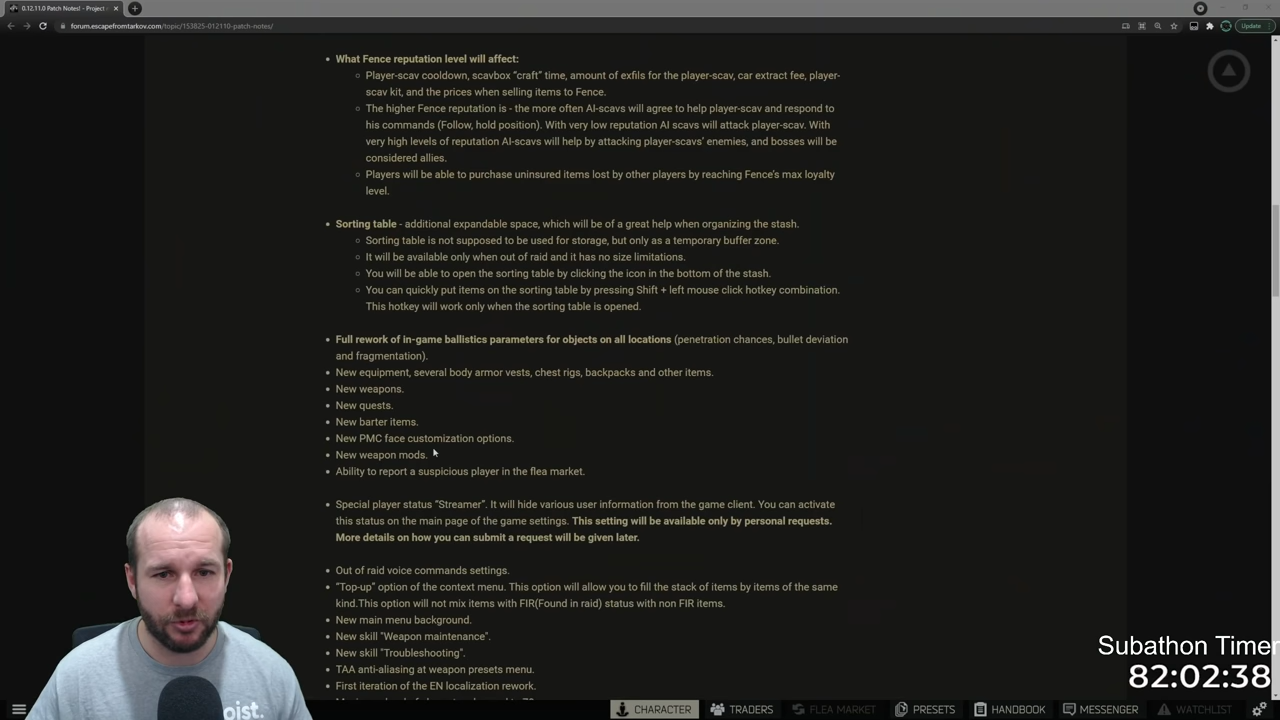 0.12.11.0 Patch Notes! - Project
forum.escapefromtarkov.com/topic/153825-012110-patch-notes/
Update
What Fence reputation level will affect:
Player-scav cooldown, scavbox “craft” time, amount of exfils for the player-scav, car extract fee, player-
scav kit, and the prices when selling items to Fence.
The higher Fence reputation is - the more often AI-scavs will agree to help player-scav and respond to
his commands (Follow, hold position). With very low reputation AI scavs will attack player-scav. With
very high levels of reputation AI-scavs will help by attacking player-scavs’ enemies, and bosses will be
considered allies.
Players will be able to purchase uninsured items lost by other players by reaching Fence’s max loyalty
level.
Sorting table - additional expandable space, which will be of a great help when organizing the stash.
Sorting table is not supposed to be used for storage, but only as a temporary buffer zone.
It will be available only when out of raid and it has no size limitations.
You will be able to open the sorting table by clicking the icon in the bottom of the stash.
You can quickly put items on the sorting table by pressing Shift + left mouse click hotkey combination.
This hotkey will work only when the sorting table is opened.
Full rework of in-game ballistics parameters for objects on all locations (penetration chances, bullet deviation
and fragmentation).
New equipment, several body armor vests, chest rigs, backpacks and other items.
New weapons.
New quests.
New barter items.
New PMC face customization options.
New weapon mods.
Ability to report a suspicious player in the flea market.
Special player status “Streamer”. It will hide various user information from the game client. You can activate
this status on the main page of the game settings. This setting will be available only by personal requests.
More details on how you can submit a request will be given later.
Out of raid voice commands settings.
“Top-up” option of the context menu. This option will allow you to fill the stack of items by items of the same
kind.This option will not mix items with FIR(Found in raid) status with non FIR items.
New main menu background.
New skill "Weapon maintenance".
New skill "Troubleshooting".
TAA anti-aliasing at weapon presets menu.
First iteration of the EN localization rework.
Subathon Timer
82:02:38
oist.
CHARACTER TRADERS FLEA MARKET PRESETS HANDBOOK MESSENGER WATCHLIST